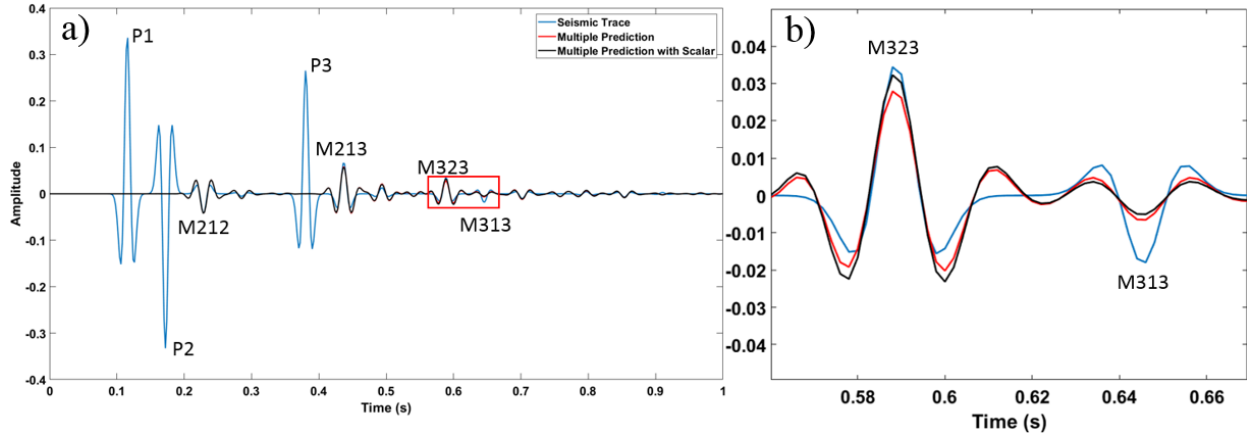 a)
P1
P2
P3
M212
M213
M323
M313
Seismic Trace
Multiple Prediction
Multiple Prediction with Scalar
Amplitude
0.4
0.3
0.2
0.1
0
-0.1
-0.2
-0.3
-0.4
0 0.1 0.2 0.3 0.4 0.5 0.6 0.7 0.8 0.9 1
Time (s)
b)
M323
M313
0.04
0.03
0.02
0.01
0
-0.01
-0.02
-0.03
-0.04
0.58 0.6 0.62 0.64 0.66
Time (s)